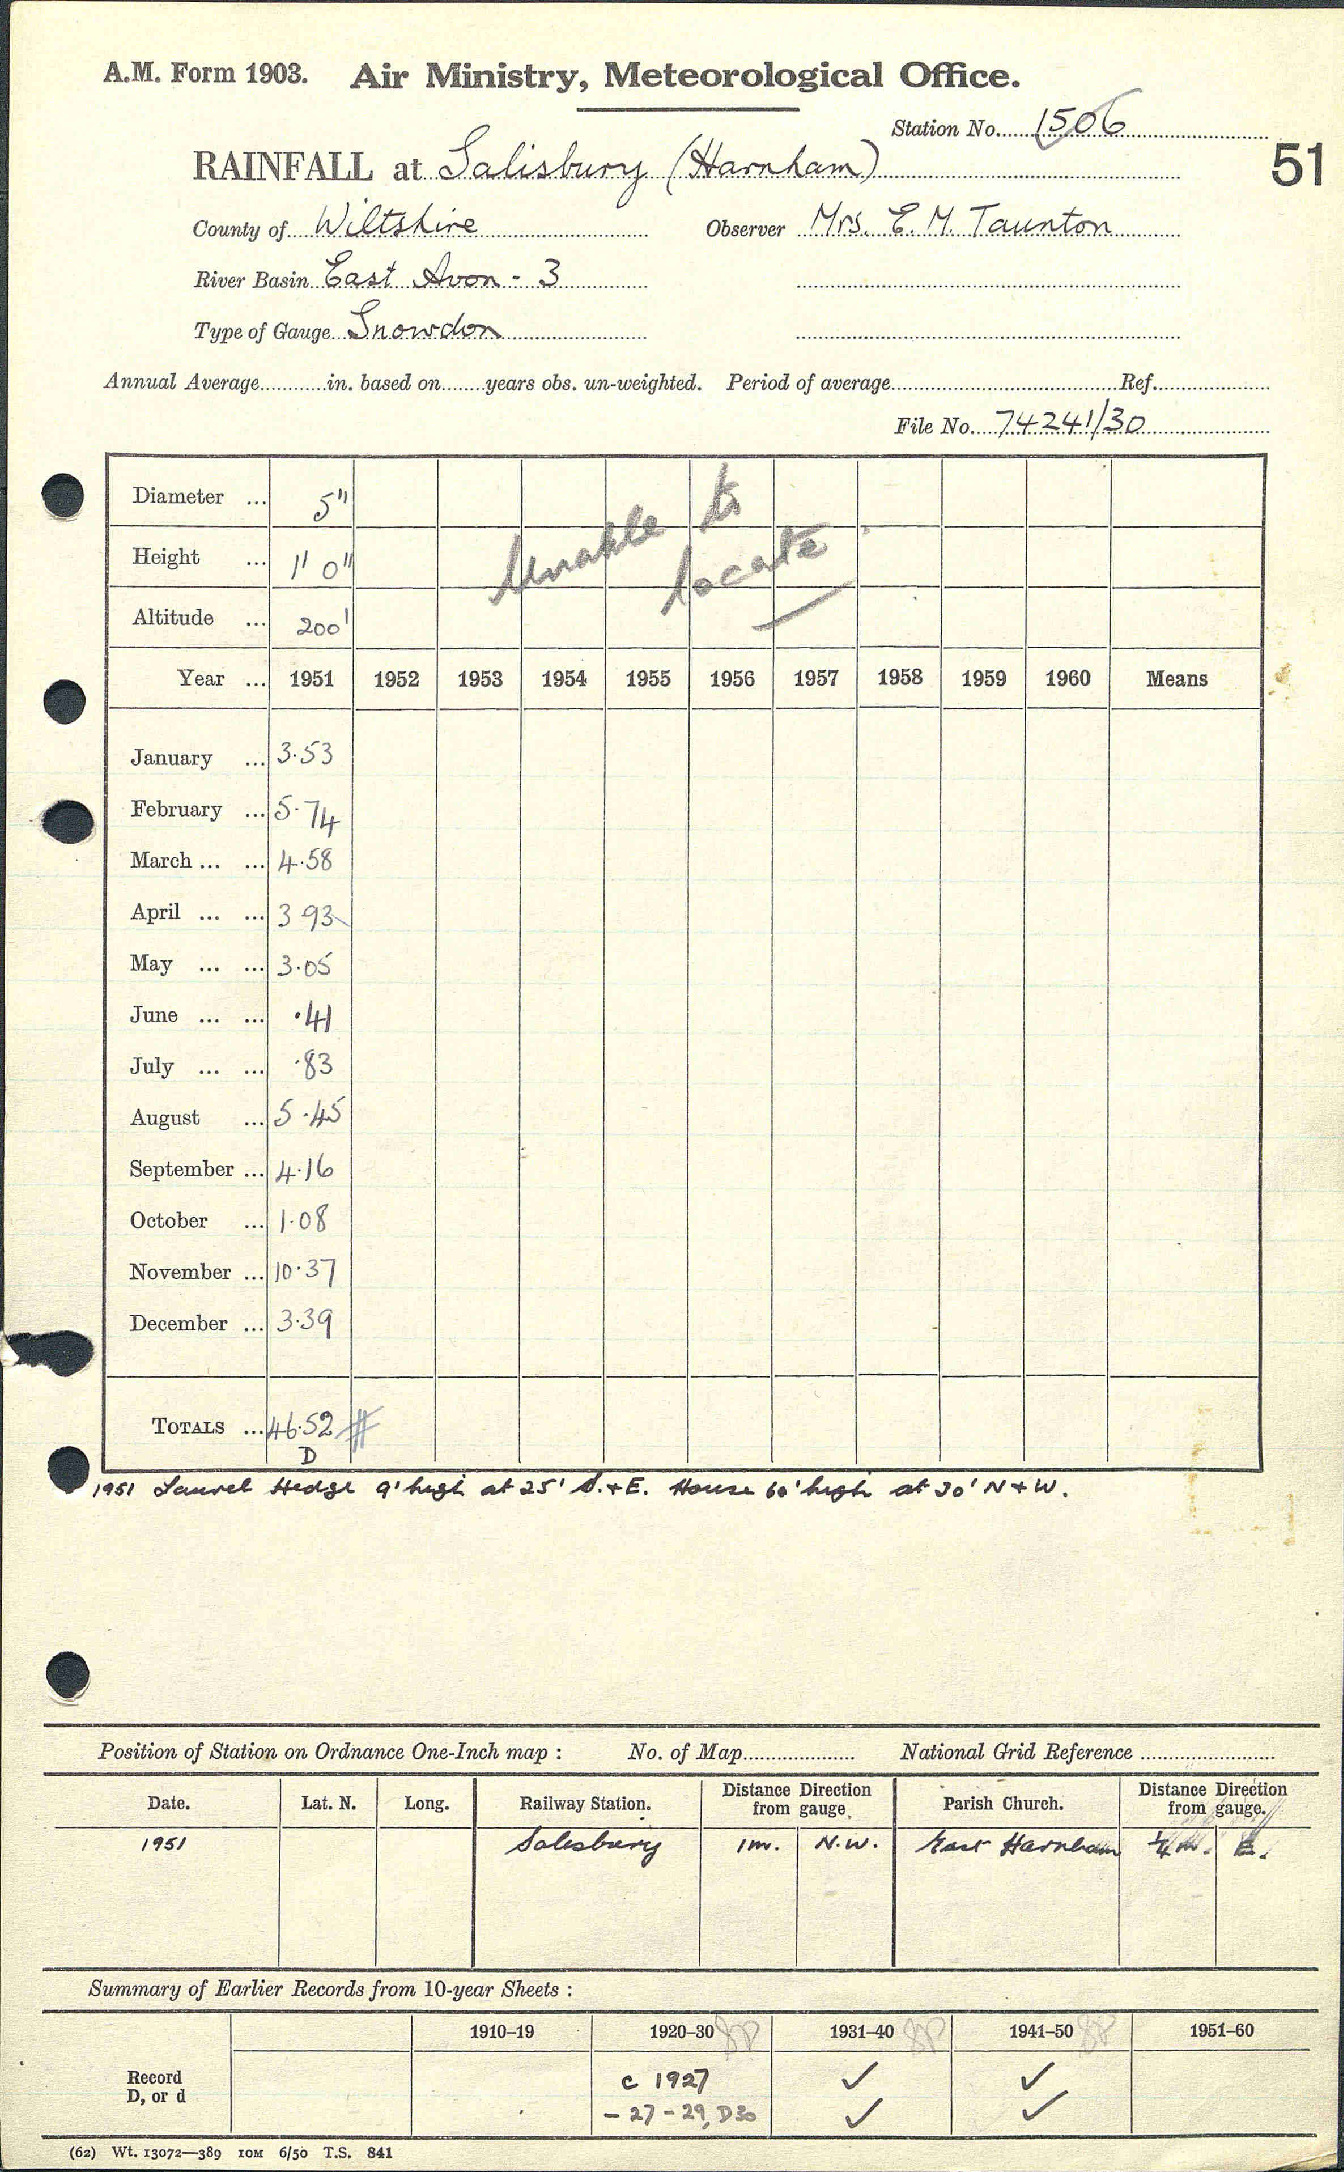 A.M. Form 1903. Air Ministry, Meteorological Office.
Station No. 1506
51
RAINFALL at Salisbury (Harnham)
County of Wiltshire Observer Mrs. E. M. Taunton
River Basin East Avon - 3
Type of Gauge Snowdon
Annual Average............in. based on.......years obs. un-weighted. Period of average.................Ref.................
File No. 74241/30
Diameter ... 5"
Unable to
Height ... 1' 0"
locate
Altitude ... 200'
Year ... 1951 1952 1953 1954 1955 1956 1957 1958 1959 1960 Means
January ... 3.53
February ... 5.74
March ... ... 4.58
April ... ... 3 93
May ... ... 3.05
June ... ... .41
July ... ... .83
August ... 5.45
September ... 4.16
October ... 1.08
November ... 10.37
December ... 3.39
TOTALS ... 46.52 #
D
1951 Laurel Hedge 9' high at 25' S.+E. House 60' high at 30' N+W.
Position of Station on Ordnance One-Inch map : No. of Map.................... National Grid Reference ........................
Date. Lat. N. Long. Railway Station. Distance Direction from gauge. Parish Church. Distance Direction from gauge.
1951 Salisbury 1m. N.W. East Harnham ¼m. E.
Summary of Earlier Records from 10-year Sheets :
1910–19 1920–30 1931–40 1941–50 1951–60
Record c 1927 ✓ ✓
D, or d – 27 – 29, D30 ✓ ✓
(62) Wt. 13072—389 10M 6/50 T.S. 841